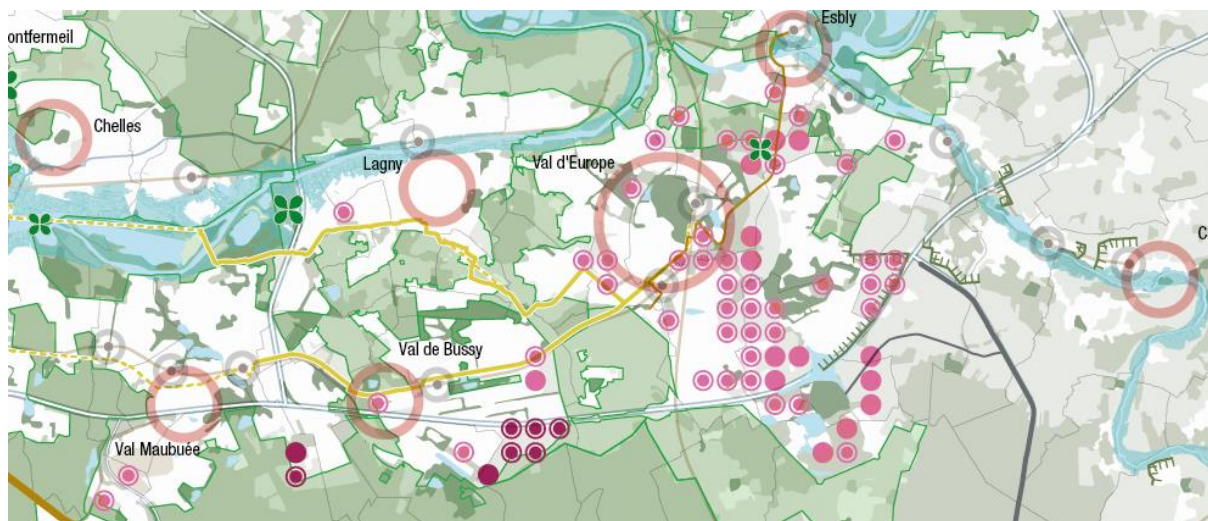 Esbly
ontfermeil
Chelles
Lagny
Val d'Europe
C
Val de Bussy
Val Maubuée